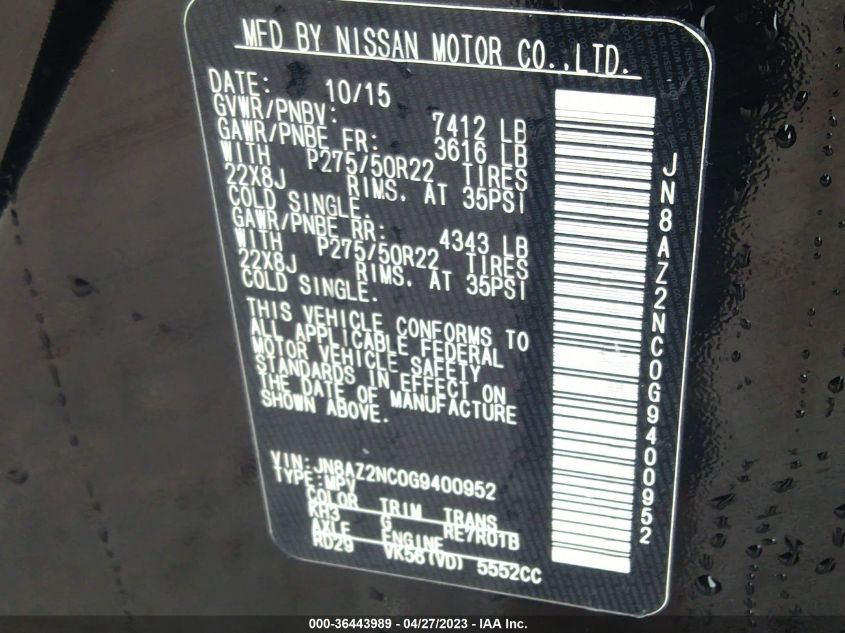 MFD BY NISSAN MOTOR CO.,LTD.
DATE: 10/15
GVWR/PNBV: 7412 LB
GAWR/PNBE FR: 3616 LB
WITH P275/50R22 TIRES
22X8J RIMS, AT 35PSI
COLD SINGLE.
GAWR/PNBE RR: 4343 LB
WITH P275/50R22 TIRES
22X8J RIMS, AT 35PSI
COLD SINGLE.
THIS VEHICLE CONFORMS TO
ALL APPLICABLE FEDERAL
MOTOR VEHICLE SAFETY
STANDARDS IN EFFECT ON
THE DATE OF MANUFACTURE
SHOWN ABOVE.
VIN:JN8AZ2NC0G9400952
TYPE:MPV
COLOR TRIM TRANS
KH3 G RE7R01B
AXLE ENGINE
RD29 VK56(VD) 5552CC
JN8AZ2NC0G9400952
000-36443989 - 04/27/2023 - IAA Inc.